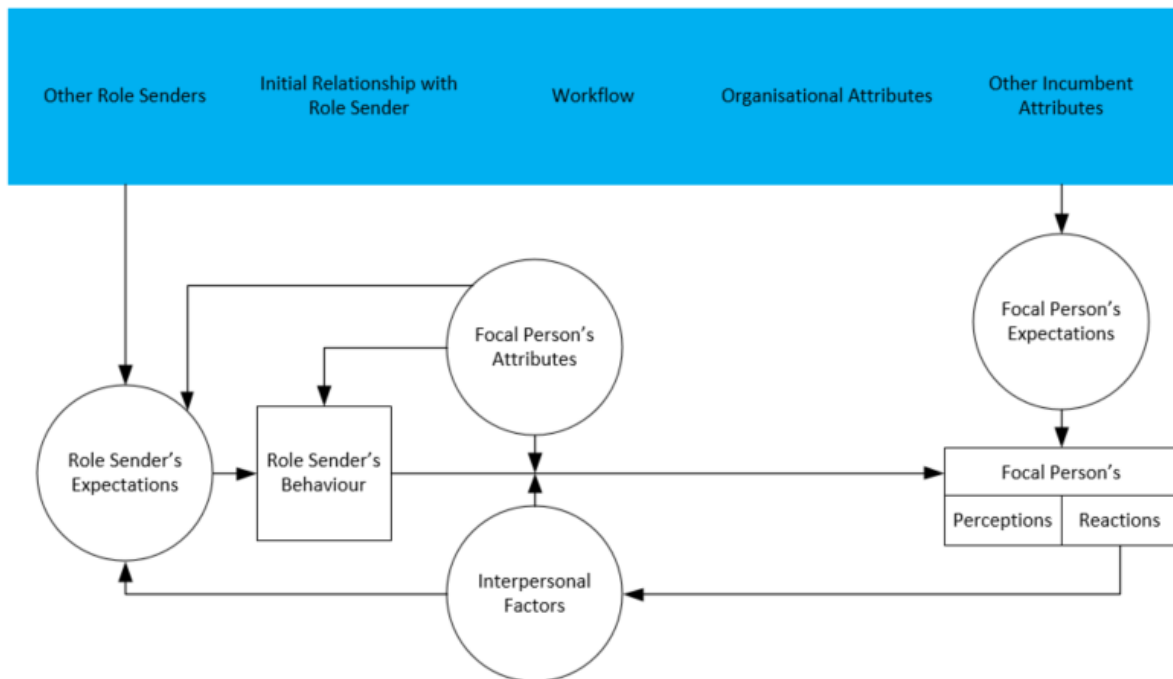 Other Role Senders
Initial Relationship with
Role Sender
Workflow
Organisational Attributes
Other Incumbent
Attributes
Focal Person’s
Attributes
Focal Person’s
Expectations
Role Sender’s
Expectations
Role Sender’s
Behaviour
Focal Person’s
Perceptions
Reactions
Interpersonal
Factors